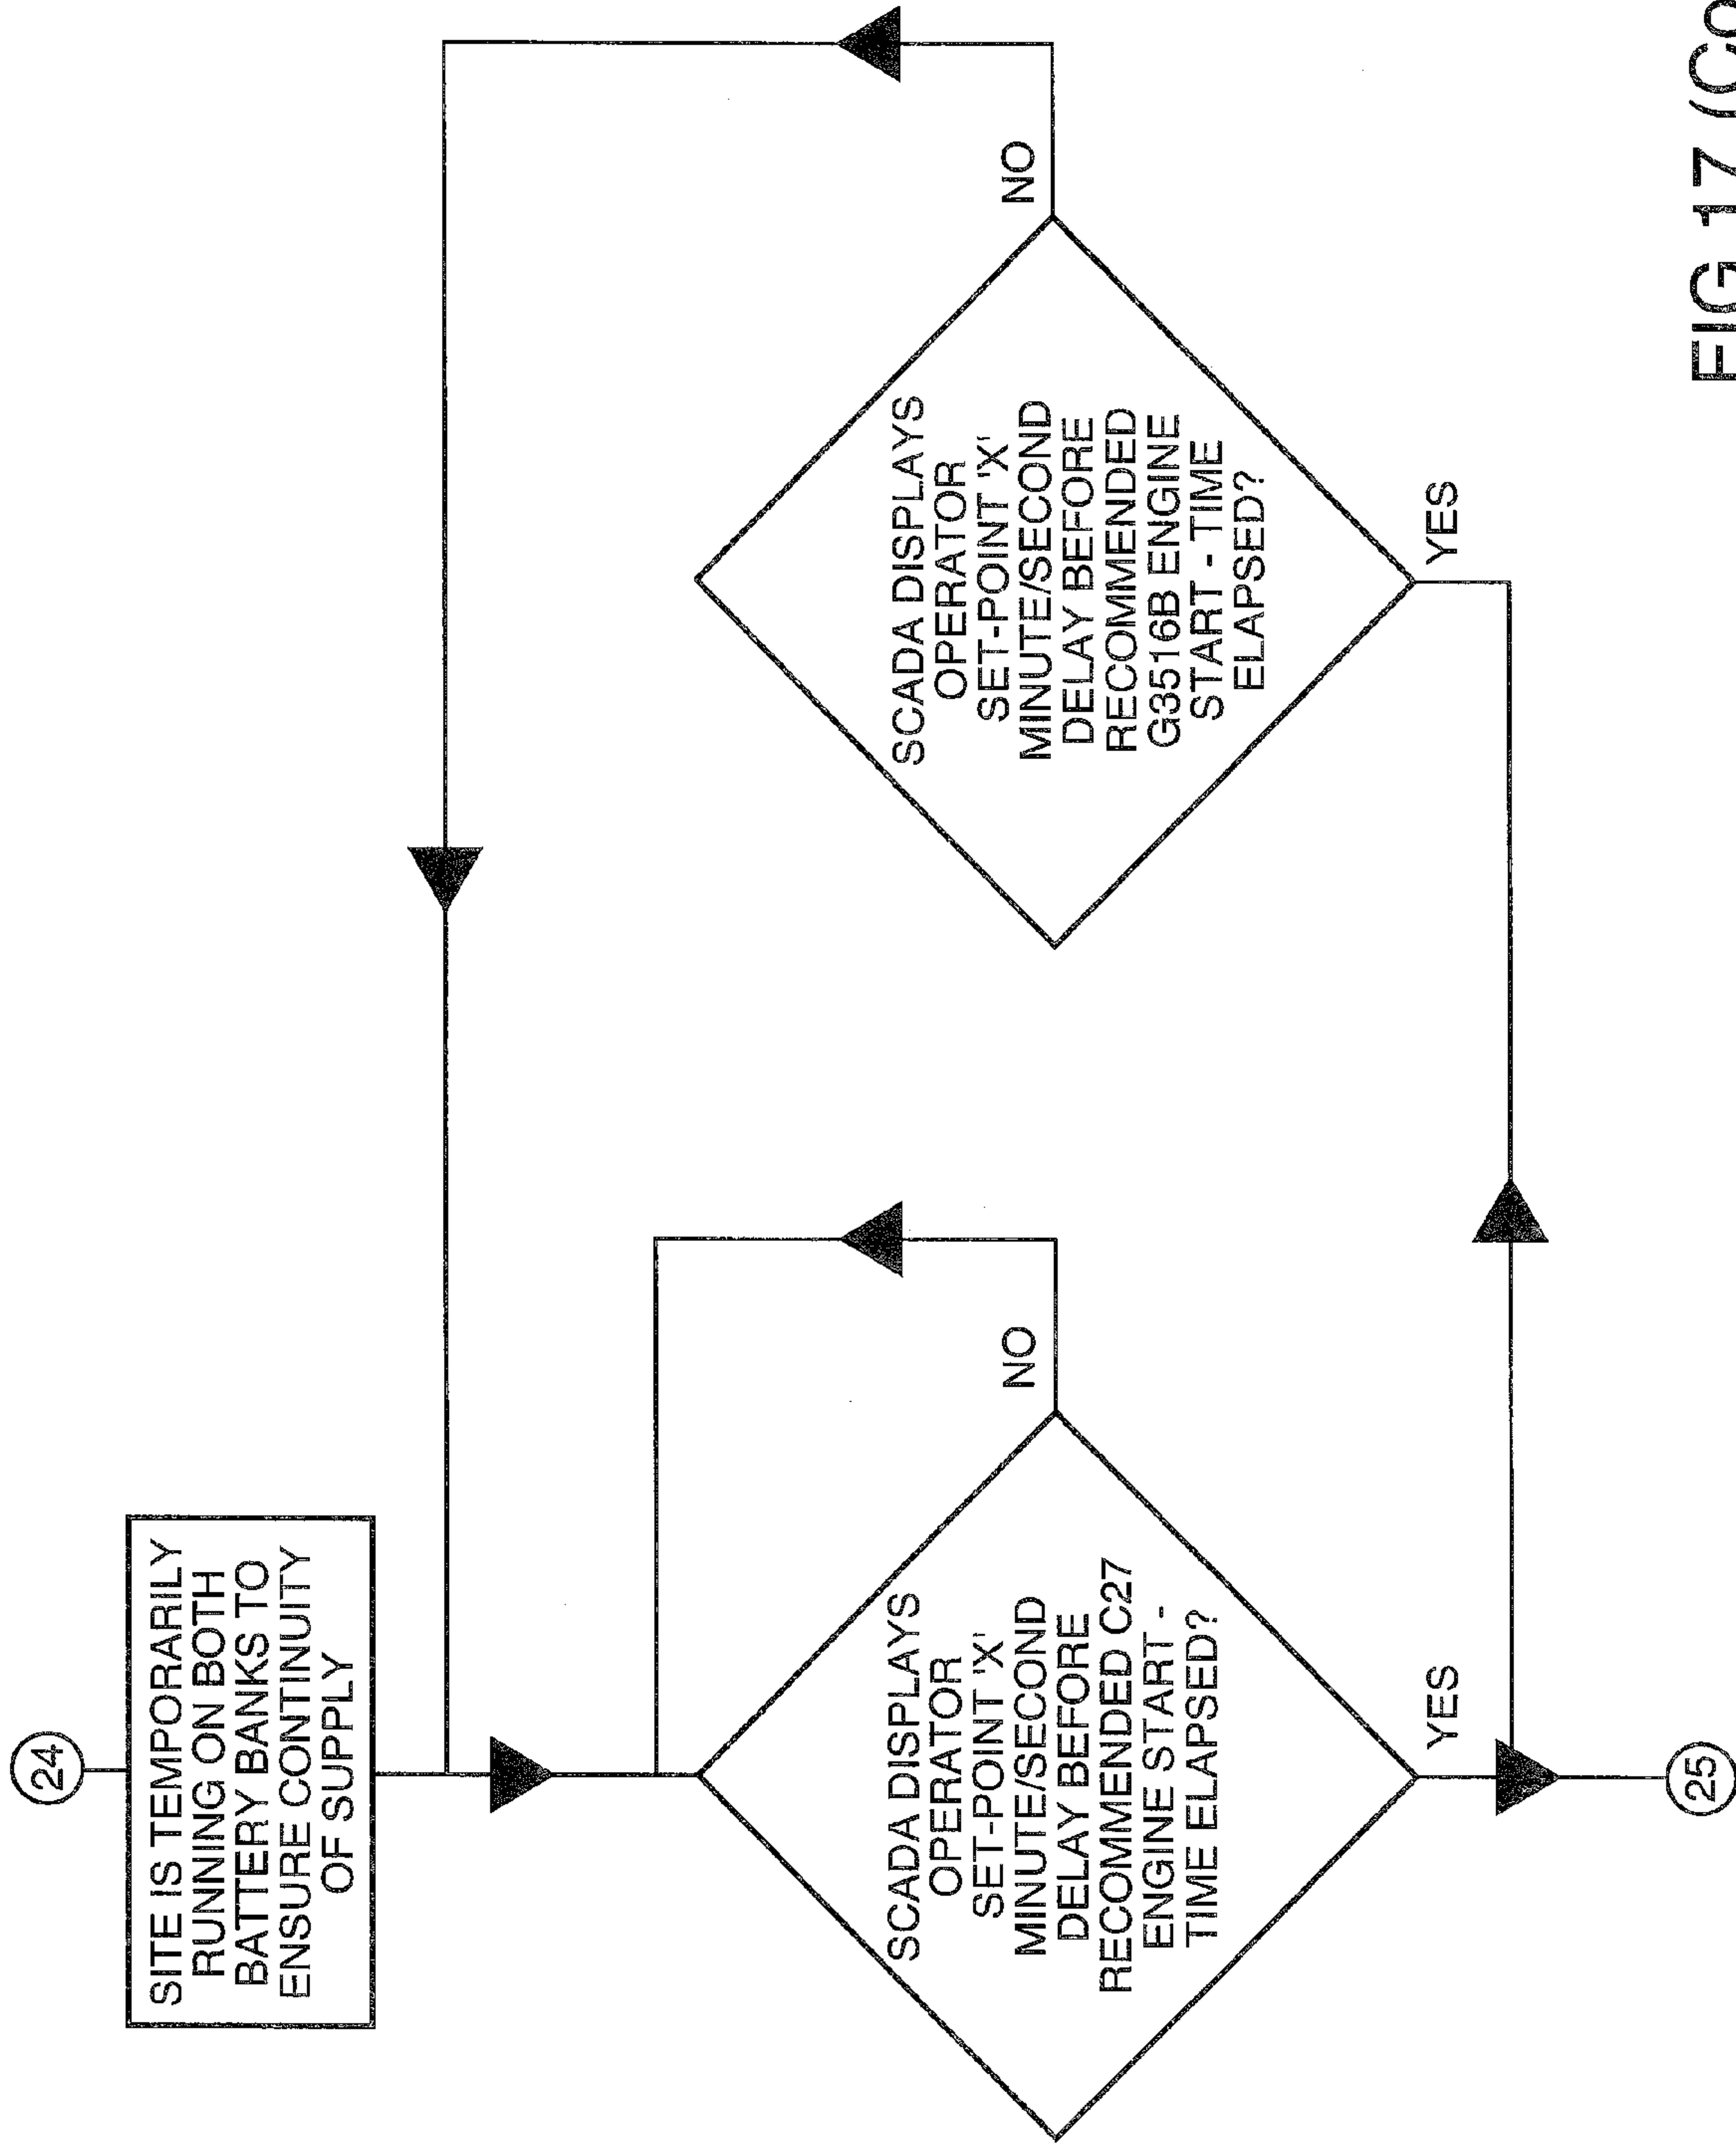 24
SITE IS TEMPORARILY
RUNNING ON BOTH
BATTERY BANKS TO
ENSURE CONTINUITY
OF SUPPLY
SCADA DISPLAYS
OPERATOR
SET-POINT 'X'
MINUTE/SECOND
DELAY BEFORE
RECOMMENDED C27
ENGINE START -
TIME ELAPSED?
NO
YES
25
SCADA DISPLAYS
OPERATOR
SET-POINT 'X'
MINUTE/SECOND
DELAY BEFORE
RECOMMENDED
G3516B ENGINE
START - TIME
ELAPSED?
NO
YES
FIG 17